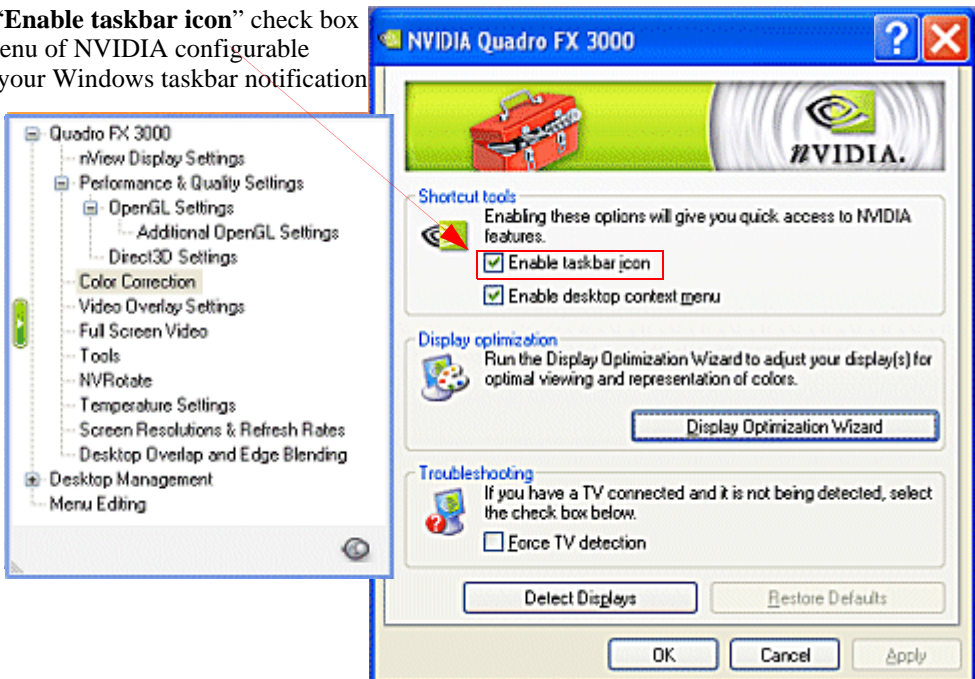 “Enable taskbar icon” check box
enu of NVIDIA configurable
your Windows taskbar notification
Quadro FX 3000
nView Display Settings
Performance & Quality Settings
OpenGL Settings
Additional OpenGL Settings
Direct3D Settings
Color Correction
Video Overlay Settings
Full Screen Video
Tools
NVRotate
Temperature Settings
Screen Resolutions & Refresh Rates
Desktop Overlap and Edge Blending
Desktop Management
Menu Editing
NVIDIA Quadro FX 3000
?
nVIDIA.
Shortcut tools
Enabling these options will give you quick access to NVIDIA
features.
Enable taskbar icon
Enable desktop context menu
Display optimization
Run the Display Optimization Wizard to adjust your display(s) for
optimal viewing and representation of colors.
Display Optimization Wizard
Troubleshooting
If you have a TV connected and it is not being detected, select
the check box below.
Force TV detection
Detect Displays
Restore Defaults
OK
Cancel
Apply